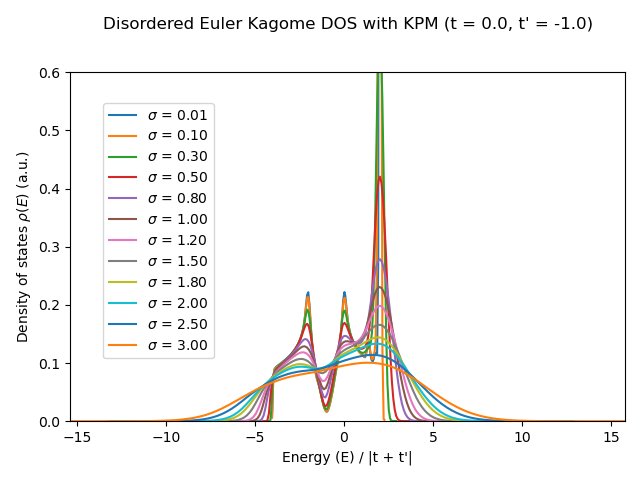 Disordered Euler Kagome DOS with KPM (t = 0.0, t' = -1.0)
Density of states ρ(E) (a.u.)
0.6
0.5
0.4
0.3
0.2
0.1
0.0
σ = 0.01
σ = 0.10
σ = 0.30
σ = 0.50
σ = 0.80
σ = 1.00
σ = 1.20
σ = 1.50
σ = 1.80
σ = 2.00
σ = 2.50
σ = 3.00
−15 −10 −5 0 5 10 15
Energy (E) / |t + t'|